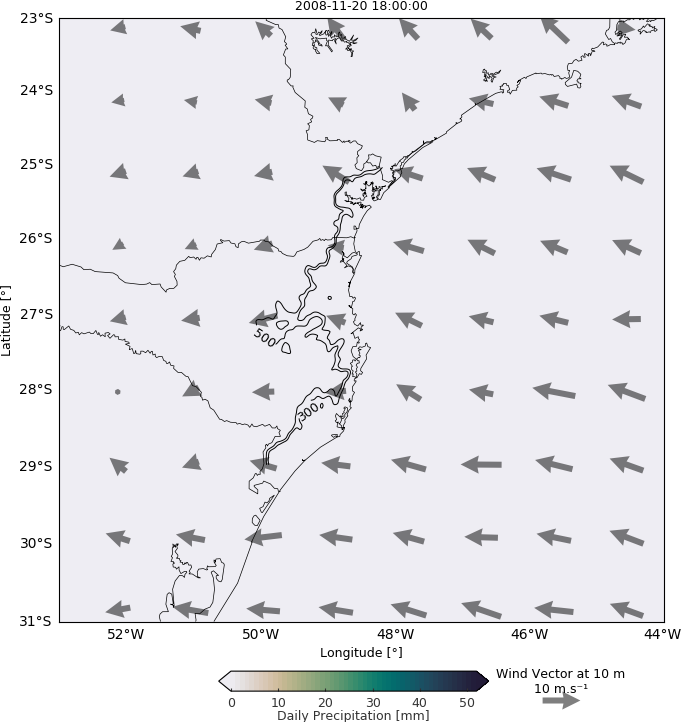 2008-11-20 18:00:00
23°S
24°S
25°S
26°S
27°S
28°S
29°S
30°S
31°S
Latitude [°]
500
300
52°W 50°W 48°W 46°W 44°W
Longitude [°]
0 10 20 30 40 50
Daily Precipitation [mm]
Wind Vector at 10 m
10 m.s⁻¹